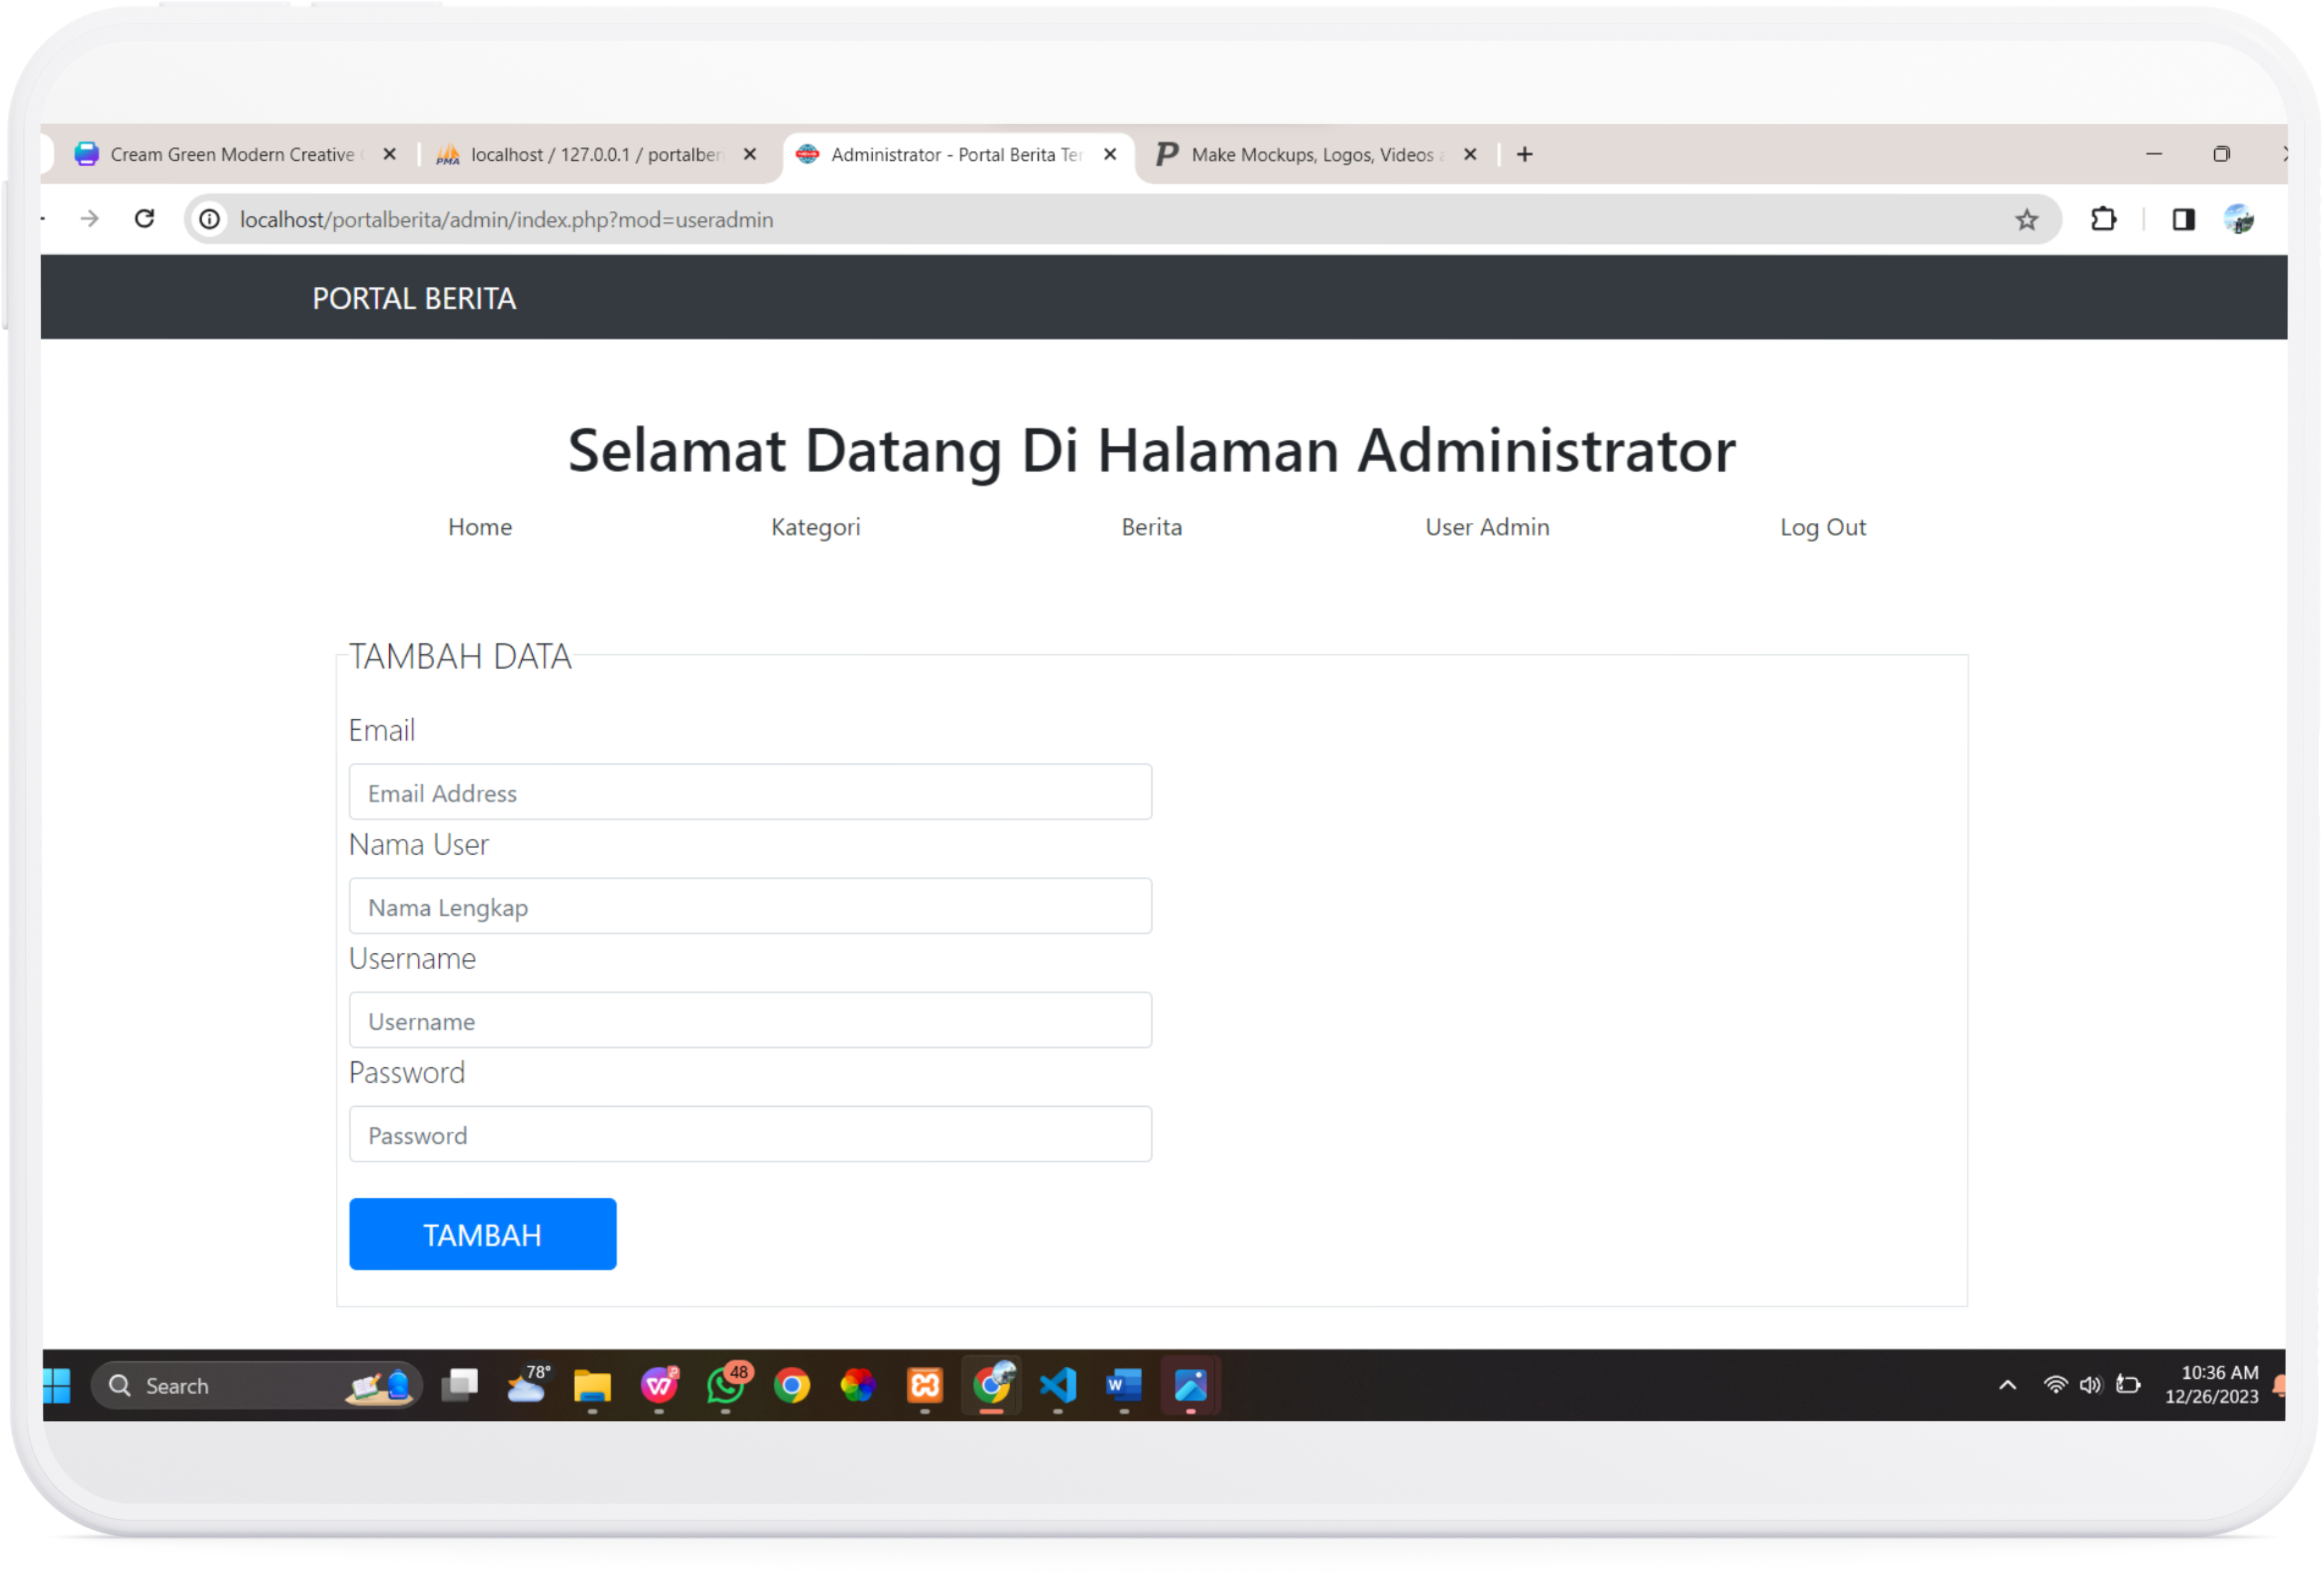 Cream Green Modern Creative
PMA localhost / 127.0.0.1 / portalber
Administrator - Portal Berita Ter
P Make Mockups, Logos, Videos
localhost/portalberita/admin/index.php?mod=useradmin
PORTAL BERITA
Selamat Datang Di Halaman Administrator
Home Kategori Berita User Admin Log Out
TAMBAH DATA
Email
Email Address
Nama User
Nama Lengkap
Username
Username
Password
Password
TAMBAH
Search
78°
48
10:36 AM
12/26/2023